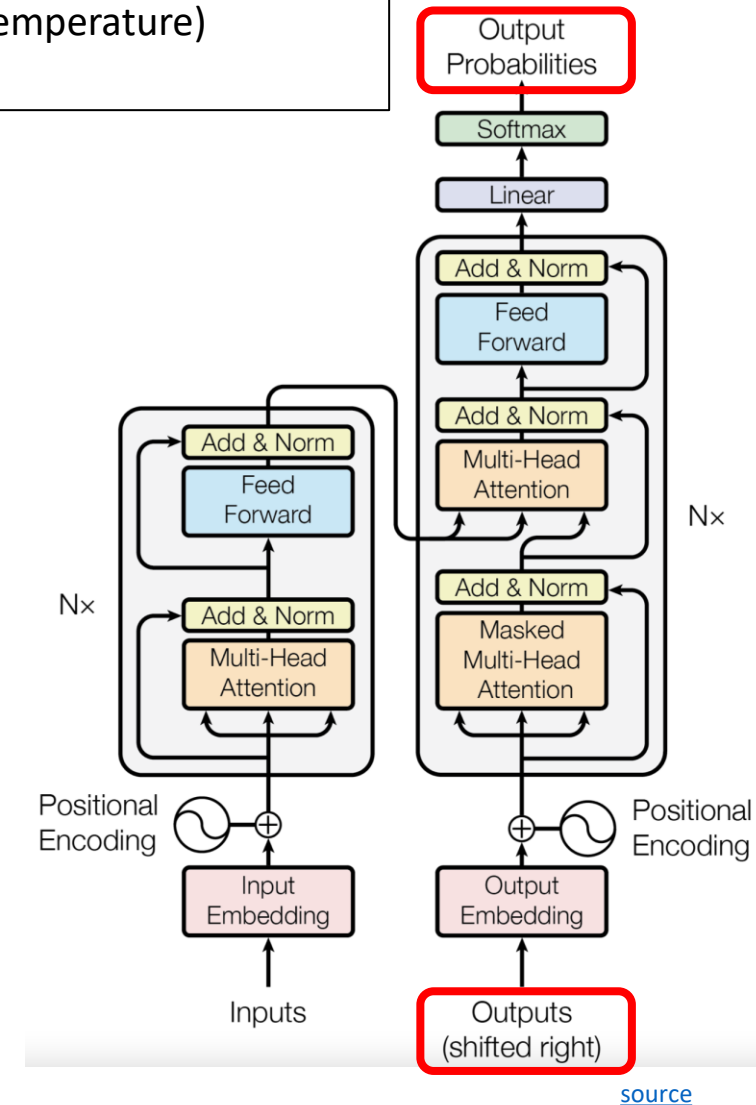 emperature)
Output
Probabilities
Softmax
Linear
Add & Norm
Feed
Forward
Add & Norm
Multi-Head
Attention
Add & Norm
Feed
Forward
Nx
Nx
Add & Norm
Masked
Multi-Head
Attention
Add & Norm
Multi-Head
Attention
Positional
Encoding
Positional
Encoding
Input
Embedding
Output
Embedding
Inputs
Outputs
(shifted right)
source